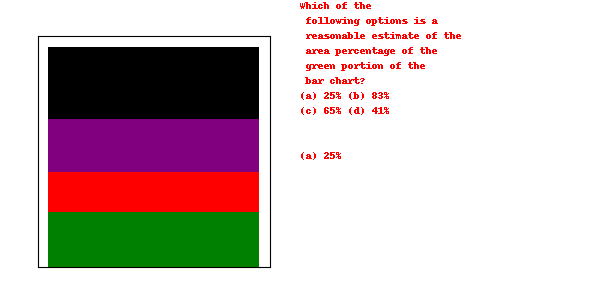 Which of the
following options is a
reasonable estimate of the
area percentage of the
green portion of the
bar chart?
(a) 25% (b) 83%
(c) 65% (d) 41%
(a) 25%